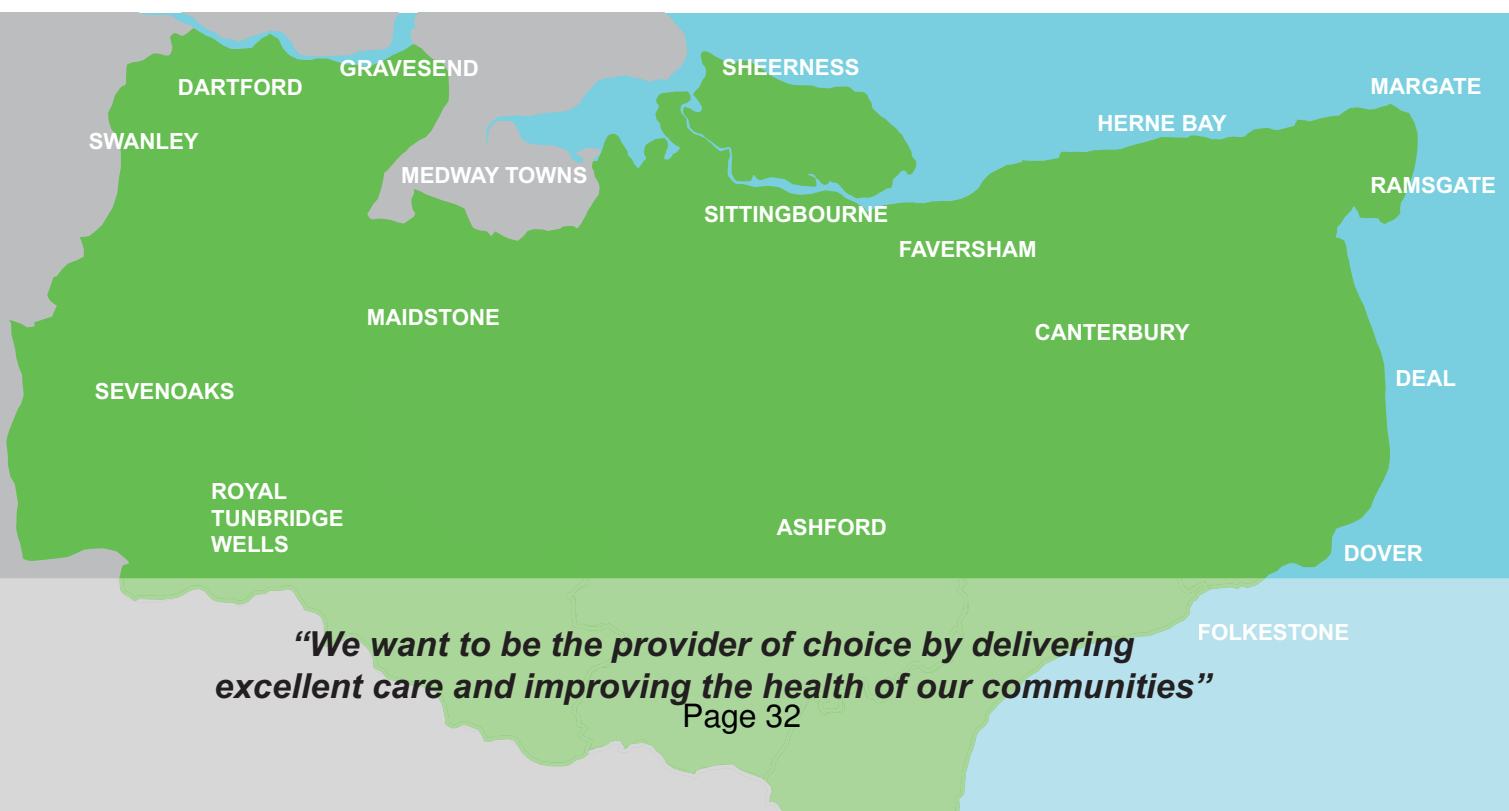 GRAVESEND
SHEERNESS
DARTFORD
MARGATE
HERNE BAY
SWANLEY
MEDWAY TOWNS
RAMSGATE
SITTINGBOURNE
FAVERSHAM
MAIDSTONE
CANTERBURY
DEAL
SEVENOAKS
ROYAL
TUNBRIDGE
WELLS
ASHFORD
DOVER
FOLKESTONE
“We want to be the provider of choice by delivering
excellent care and improving the health of our communities”
Page 32